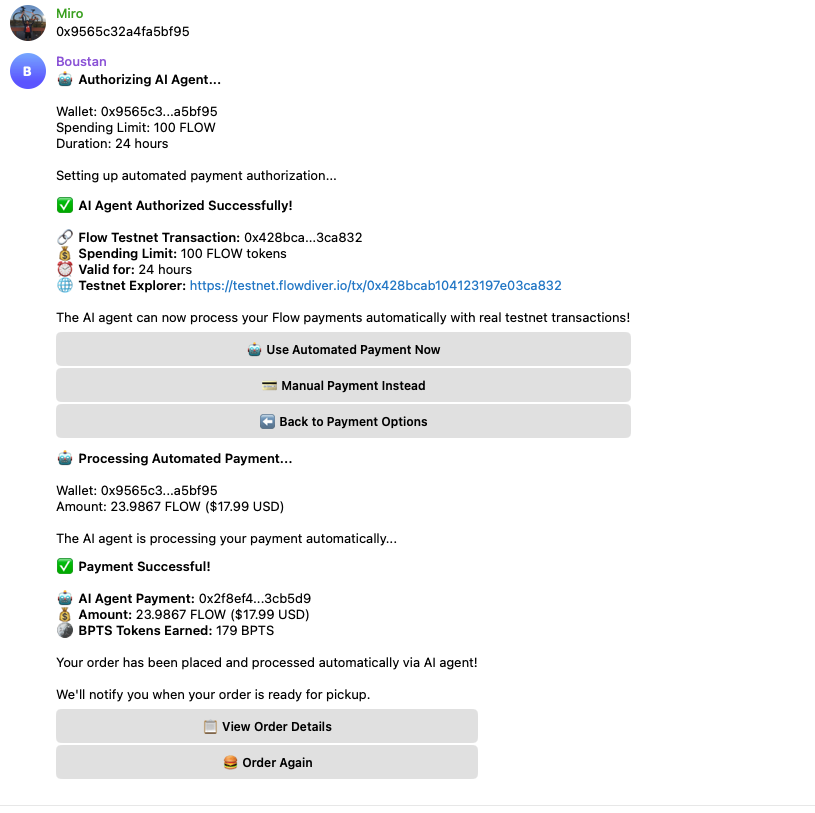 Miro
0x9565c32a4fa5bf95
B
Boustan
🤖 Authorizing AI Agent...
Wallet: 0x9565c3...a5bf95
Spending Limit: 100 FLOW
Duration: 24 hours
Setting up automated payment authorization...
✅ AI Agent Authorized Successfully!
🔗 Flow Testnet Transaction: 0x428bca...3ca832
💰 Spending Limit: 100 FLOW tokens
⏰ Valid for: 24 hours
🌐 Testnet Explorer: https://testnet.flowdiver.io/tx/0x428bcab104123197e03ca832
The AI agent can now process your Flow payments automatically with real testnet transactions!
🤖 Use Automated Payment Now
💳 Manual Payment Instead
⬅️ Back to Payment Options
🤖 Processing Automated Payment...
Wallet: 0x9565c3...a5bf95
Amount: 23.9867 FLOW ($17.99 USD)
The AI agent is processing your payment automatically...
✅ Payment Successful!
🤖 AI Agent Payment: 0x2f8ef4...3cb5d9
💰 Amount: 23.9867 FLOW ($17.99 USD)
🪙 BPTS Tokens Earned: 179 BPTS
Your order has been placed and processed automatically via AI agent!
We'll notify you when your order is ready for pickup.
📋 View Order Details
🍔 Order Again